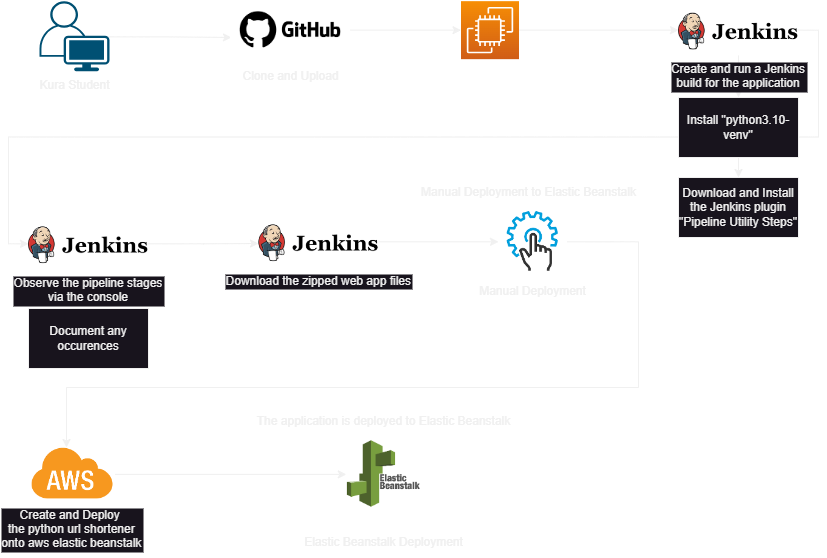 GitHub
Jenkins
Kura Student
Clone and Upload
Create and run a Jenkins
build for the application
Install "python3.10-
venv"
Download and Install
the Jenkins plugin
"Pipeline Utility Steps"
Manual Deployment to Elastic Beanstalk
Jenkins
Jenkins
Observe the pipeline stages
via the console
Download the zipped web app files
Manual Deployment
Document any
occurences
The application is deployed to Elastic Beanstalk
AWS
Elastic
Beanstalk
Create and Deploy
the python url shortener
onto aws elastic beanstalk
Elastic Beanstalk Deployment